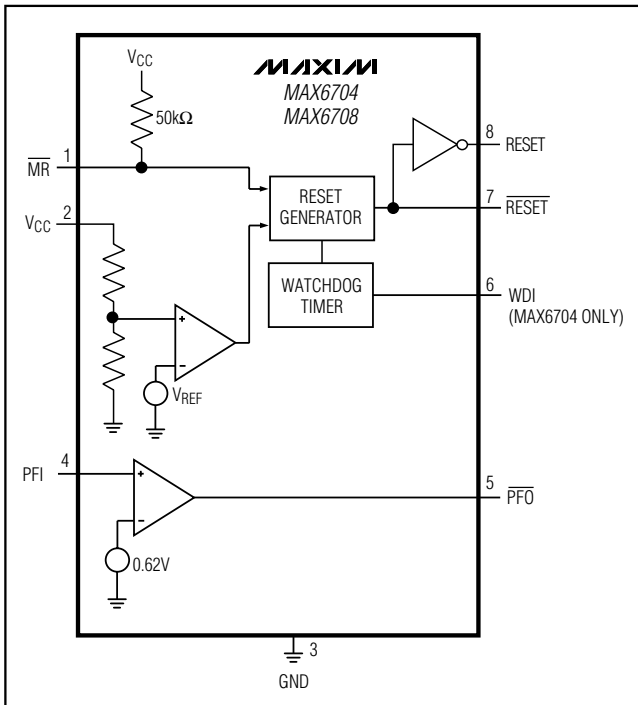 VCC
MAXIM
MAX6704
MAX6708
50kΩ
1
MR
8
RESET
RESET
GENERATOR
7
RESET
2
VCC
WATCHDOG
TIMER
6
WDI
(MAX6704 ONLY)
+
−
VREF
4
PFI
+
−
5
PFO
0.62V
3
GND